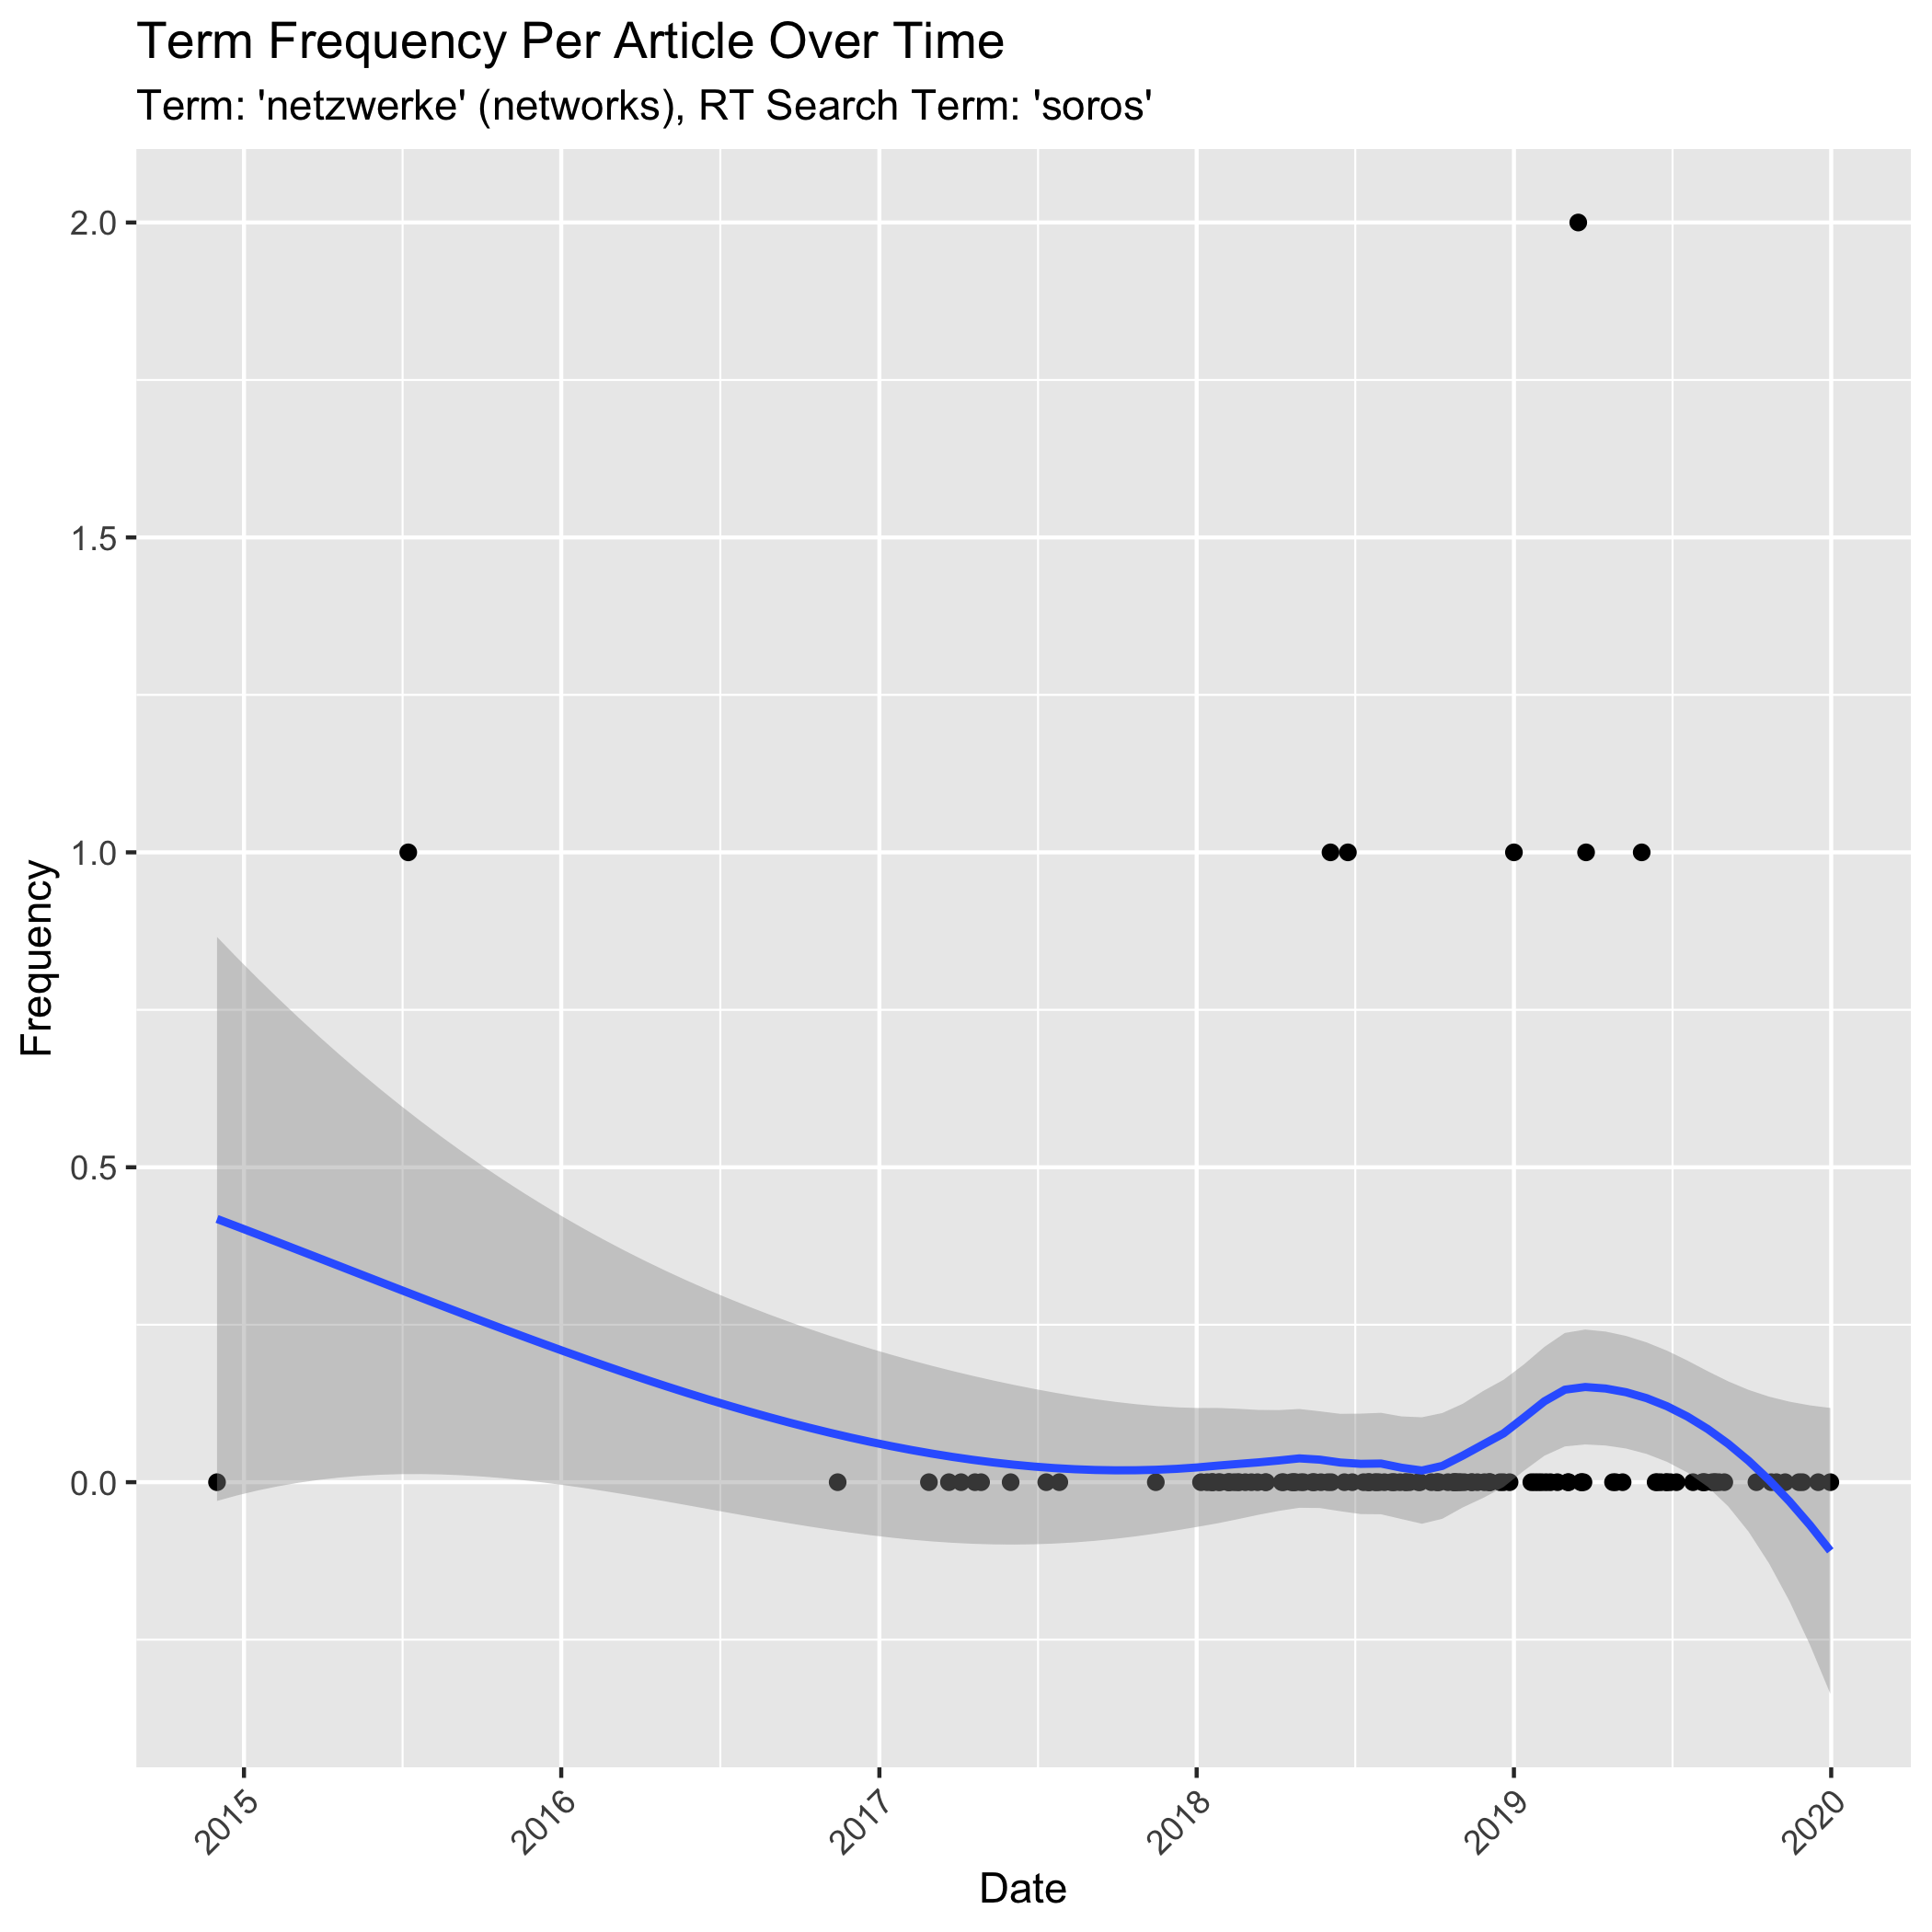 Term Frequency Per Article Over Time
Term: 'netzwerke' (networks), RT Search Term: 'soros'
2.0
1.5
1.0
0.5
0.0
Frequency
2015
2016
2017
2018
2019
2020
Date